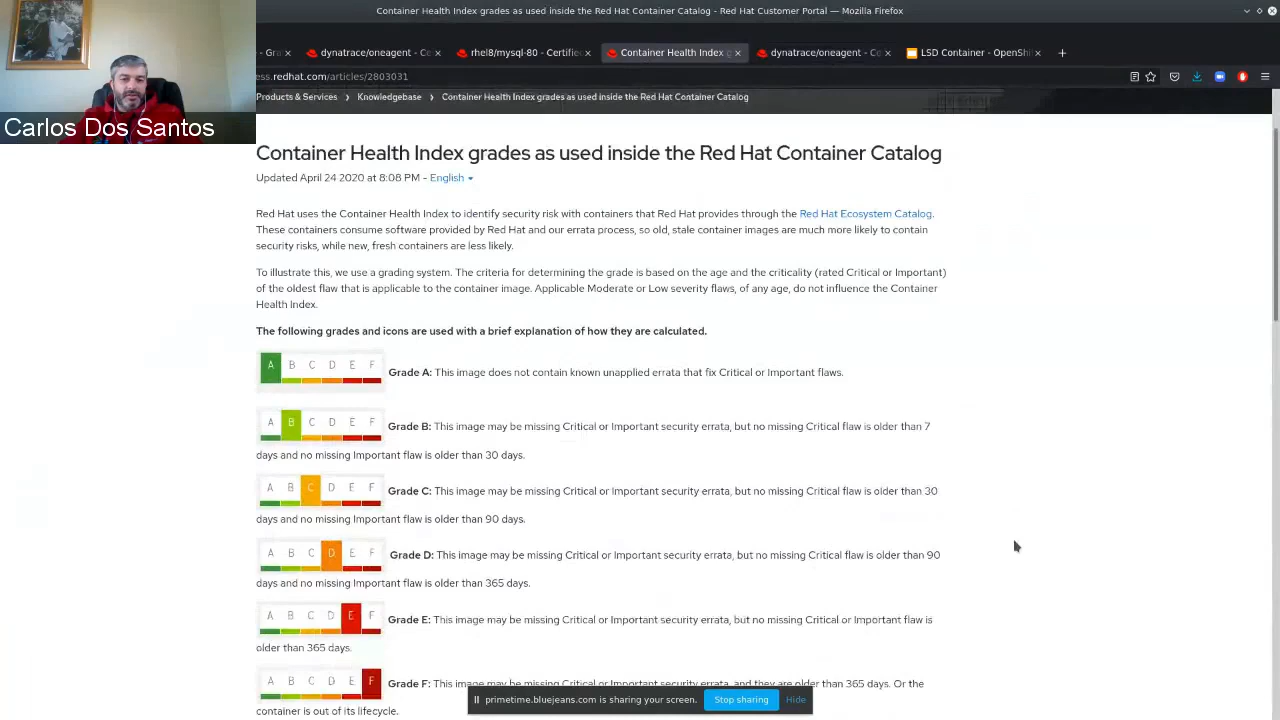 Container Health Index grades as used inside the Red Hat Container Catalog - Red Hat Customer Portal — Mozilla Firefox
- Gra
dynatrace/oneagent - Ce
rhel8/mysql-80 - Certified
Container Health Index g
dynatrace/oneagent - Ce
LSD Container - OpenShi
ess.redhat.com/articles/2803031
Products & Services
Knowledgebase
Container Health Index grades as used inside the Red Hat Container Catalog
Carlos Dos Santos
Container Health Index grades as used inside the Red Hat Container Catalog
Updated April 24 2020 at 8:08 PM - English
Red Hat uses the Container Health Index to identify security risk with containers that Red Hat provides through the Red Hat Ecosystem Catalog.
These containers consume software provided by Red Hat and our errata process, so old, stale container images are much more likely to contain
security risks, while new, fresh containers are less likely.
To illustrate this, we use a grading system. The criteria for determining the grade is based on the age and the criticality (rated Critical or Important)
of the oldest flaw that is applicable to the container image. Applicable Moderate or Low severity flaws, of any age, do not influence the Container
Health Index.
The following grades and icons are used with a brief explanation of how they are calculated.
A B C D E F
Grade A: This image does not contain known unapplied errata that fix Critical or Important flaws.
A B C D E F
Grade B: This image may be missing Critical or Important security errata, but no missing Critical flaw is older than 7
days and no missing Important flaw is older than 30 days.
A B C D E F
Grade C: This image may be missing Critical or Important security errata, but no missing Critical flaw is older than 30
days and no missing Important flaw is older than 90 days.
A B C D E F
Grade D: This image may be missing Critical or Important security errata, but no missing Critical flaw is older than 90
days and no missing Important flaw is older than 365 days.
A B C D E F
Grade E: This image may be missing Critical or Important security errata, but no missing Critical or Important flaw is
older than 365 days.
A B C D E F
Grade F: This image may be missing Critical or Important security errata, and they are older than 365 days. Or the
container is out of its lifecycle.
primetime.bluejeans.com is sharing your screen.
Stop sharing
Hide